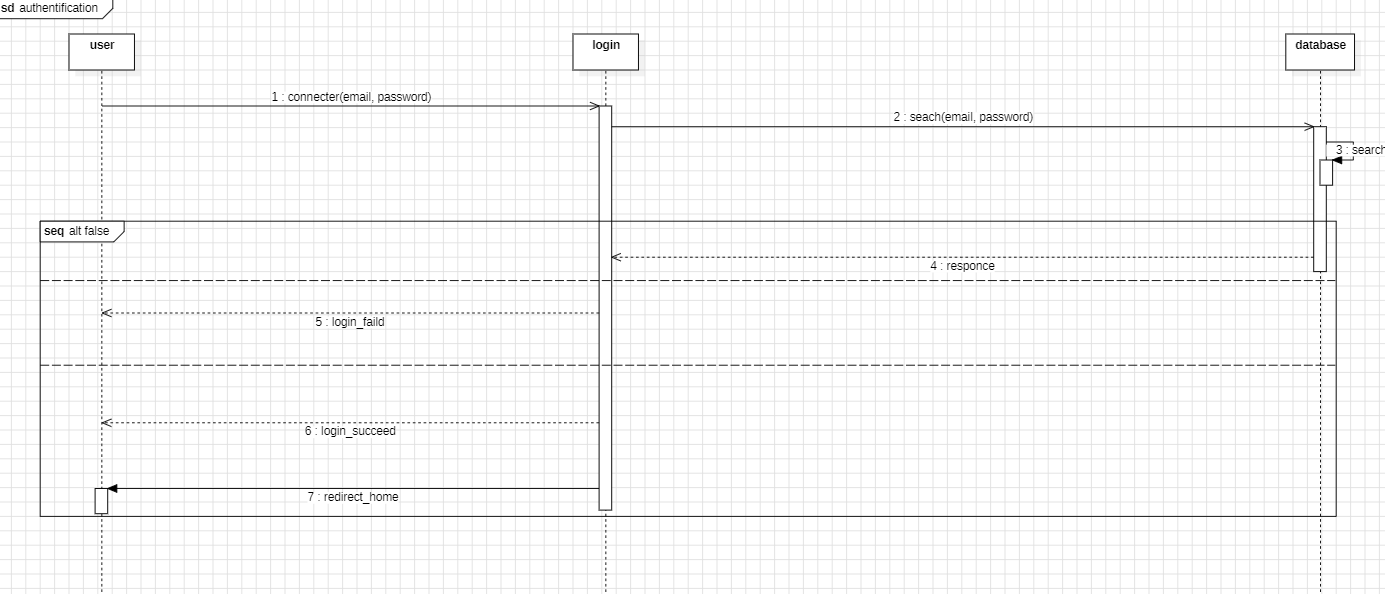 sd authentification
user
login
database
1 : connecter(email, password)
2 : seach(email, password)
3 : search
seq alt false
4 : responce
5 : login_faild
6 : login_succeed
7 : redirect_home